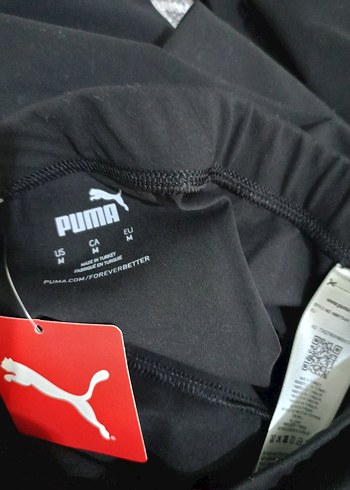 PUMA
US CA EU
M M M
MADE IN TURKEY
FABRIQUÉ EN TURQUIE
PUMA.COM/FOREVERBETTER